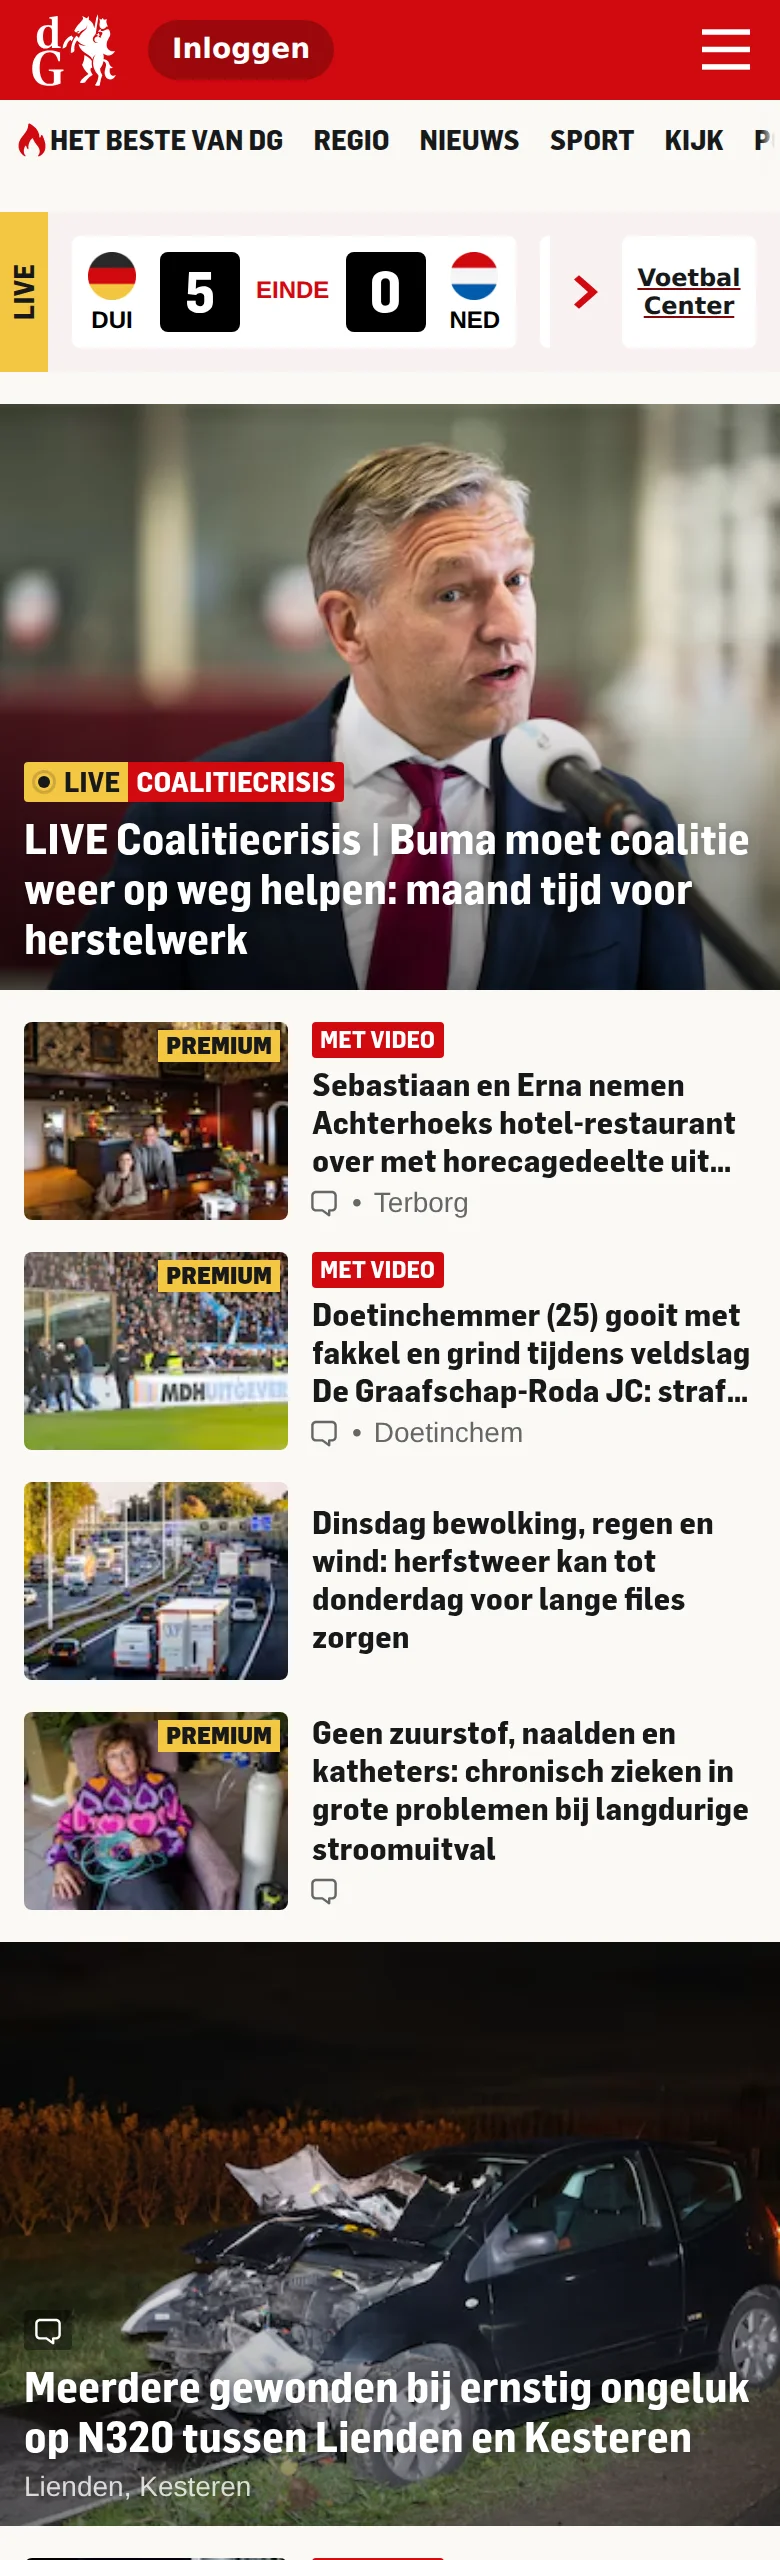 dG
Inloggen
HET BESTE VAN DG REGIO NIEUWS SPORT KIJK
LIVE
DUI 5 EINDE 0 NED
Voetbal
Center
LIVE COALITIECRISIS
LIVE Coalitiecrisis | Buma moet coalitie
weer op weg helpen: maand tijd voor
herstelwerk
PREMIUM
MET VIDEO
Sebastiaan en Erna nemen
Achterhoeks hotel-restaurant
over met horecagedeelte uit...
• Terborg
PREMIUM
MDHUITGEVER
MET VIDEO
Doetinchemmer (25) gooit met
fakkel en grind tijdens veldslag
De Graafschap-Roda JC: straf...
• Doetinchem
Dinsdag bewolking, regen en
wind: herfstweer kan tot
donderdag voor lange files
zorgen
PREMIUM
Geen zuurstof, naalden en
katheters: chronisch zieken in
grote problemen bij langdurige
stroomuitval
Meerdere gewonden bij ernstig ongeluk
op N320 tussen Lienden en Kesteren
Lienden, Kesteren